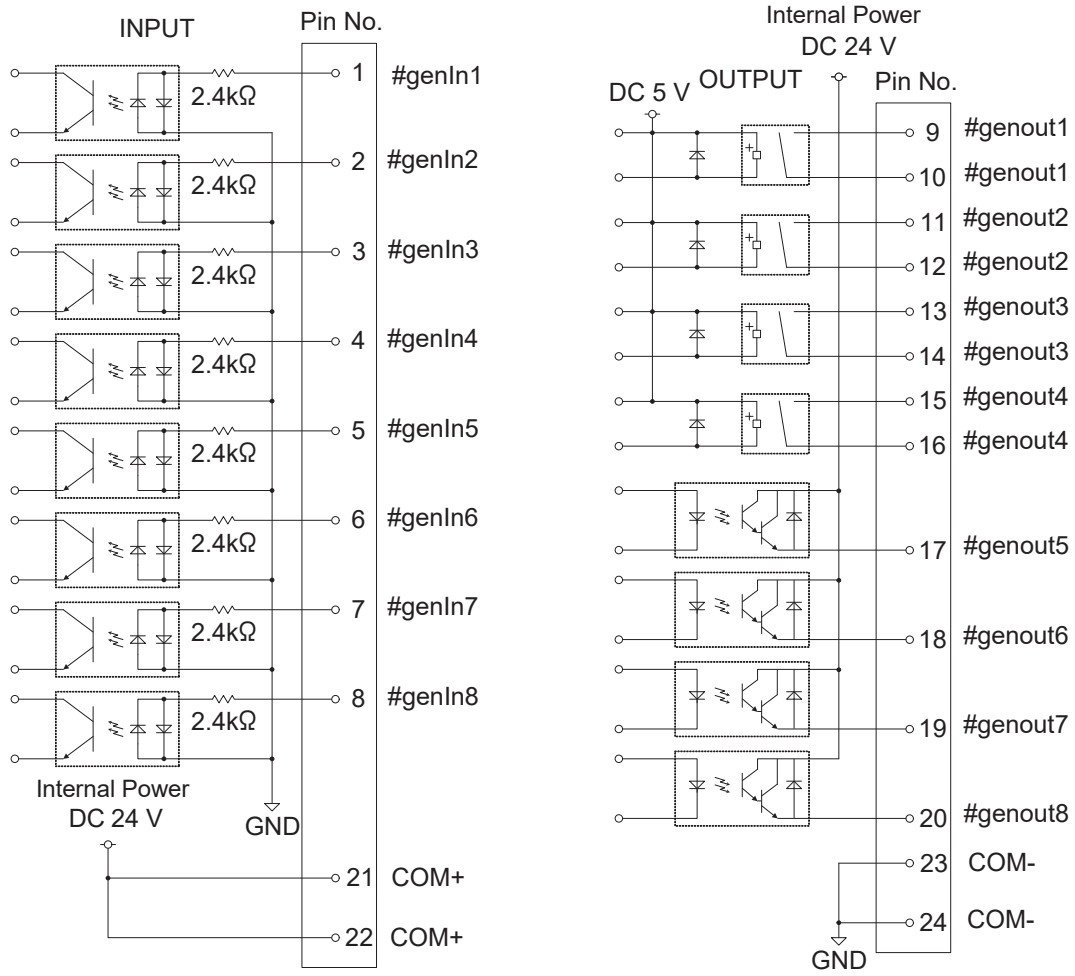 INPUT
Pin No.
1 #genIn1
2.4kΩ
2 #genIn2
2.4kΩ
3 #genIn3
2.4kΩ
4 #genIn4
2.4kΩ
5 #genIn5
2.4kΩ
6 #genIn6
2.4kΩ
7 #genIn7
2.4kΩ
8 #genIn8
2.4kΩ
Internal Power
DC 24 V
GND
21 COM+
22 COM+
Internal Power
DC 24 V
DC 5 V
OUTPUT
Pin No.
9 #genout1
+
10 #genout1
11 #genout2
+
12 #genout2
13 #genout3
+
14 #genout3
15 #genout4
+
16 #genout4
17 #genout5
18 #genout6
19 #genout7
20 #genout8
23 COM-
24 COM-
GND